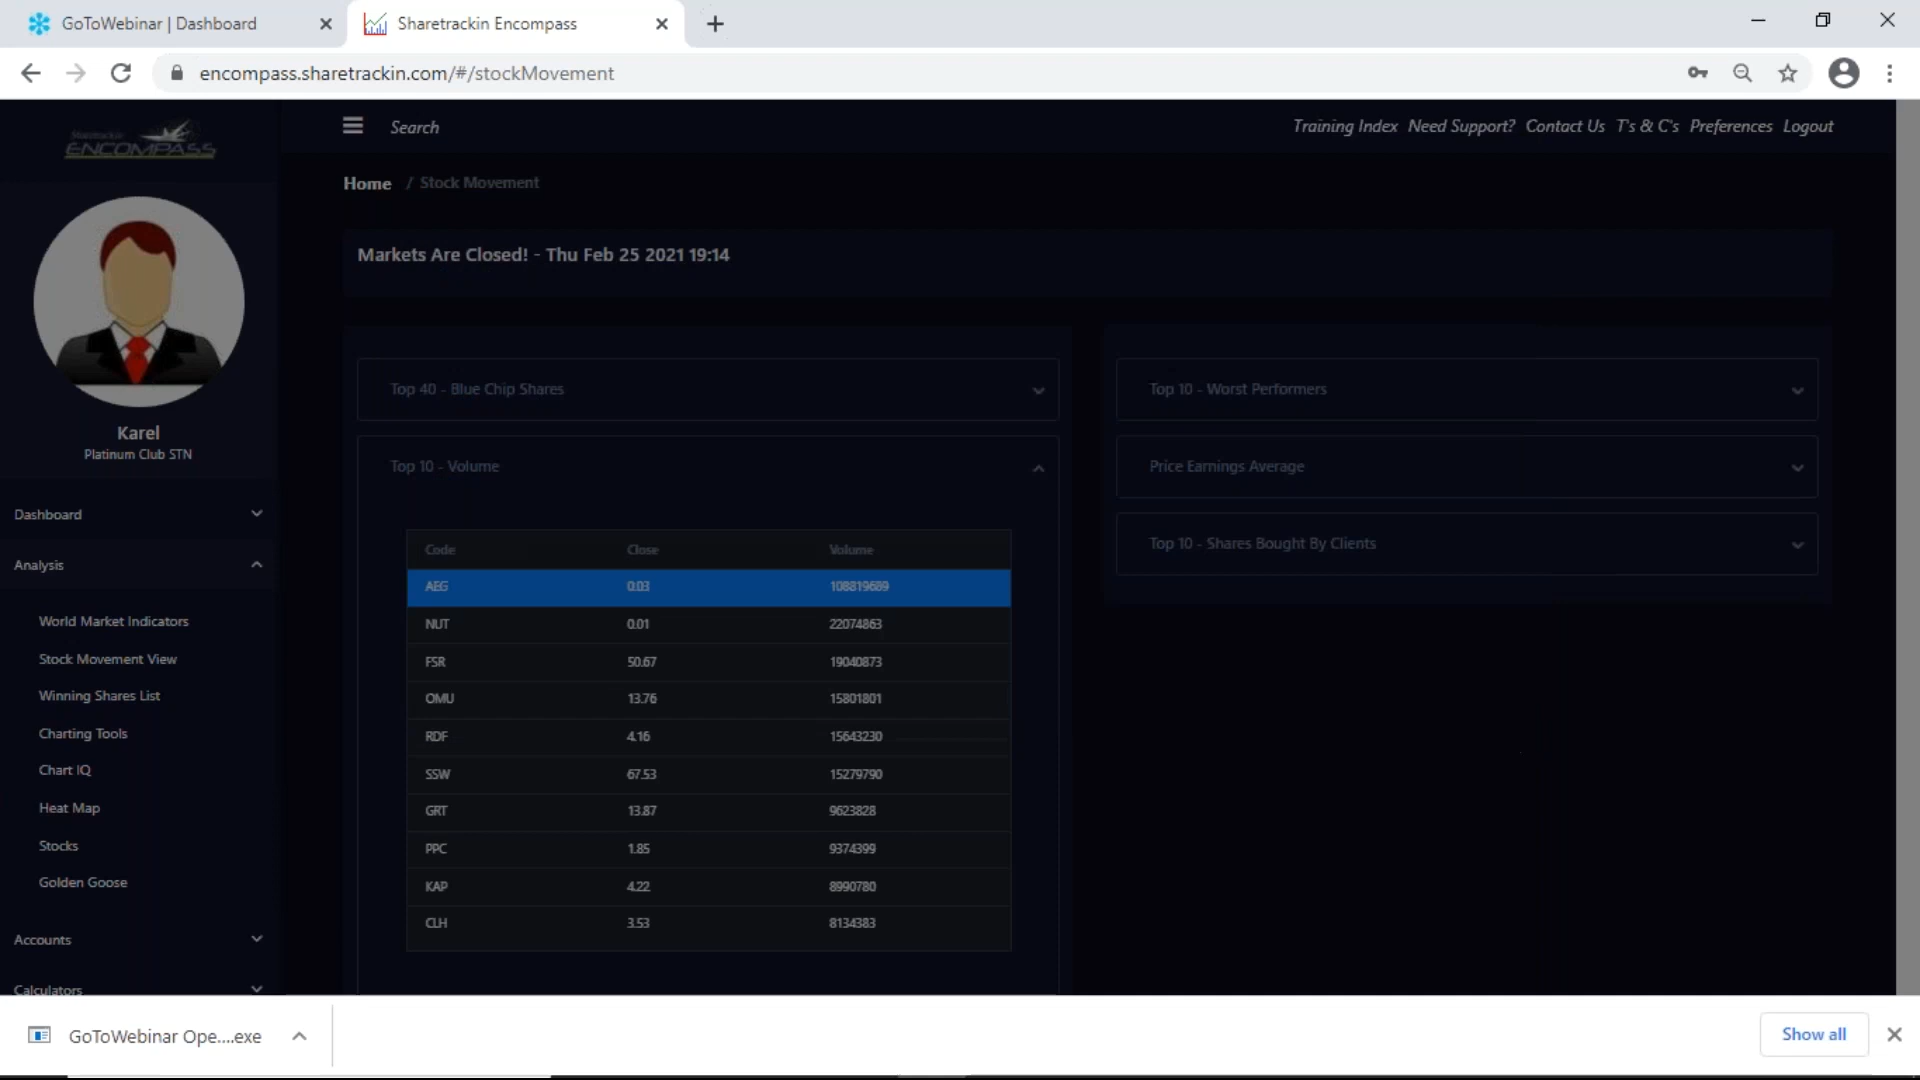 GoToWebinar | Dashboard
Sharetrackin Encompass
encompass.sharetrackin.com/#/stockMovement
Sharetrackin
ENCOMPASS
Search
Training Index Need Support? Contact Us T's & C's Preferences Logout
Home / Stock Movement
Markets Are Closed! - Thu Feb 25 2021 19:14
Karel
Platinum Club STN
Dashboard
Analysis
World Market Indicators
Stock Movement View
Winning Shares List
Charting Tools
Chart IQ
Heat Map
Stocks
Golden Goose
Accounts
Calculators
Top 40 - Blue Chip Shares
Top 10 - Volume
Code Close Volume
AEG 0.03 108819689
NUT 0.01 22074863
FSR 50.67 19040873
OMU 13.76 15801801
RDF 4.16 15643230
SSW 67.53 15279790
GRT 13.87 9623828
PPC 1.85 9374399
KAP 4.22 8990780
CLH 3.53 8134383
Top 10 - Worst Performers
Price Earnings Average
Top 10 - Shares Bought By Clients
GoToWebinar Ope....exe
Show all